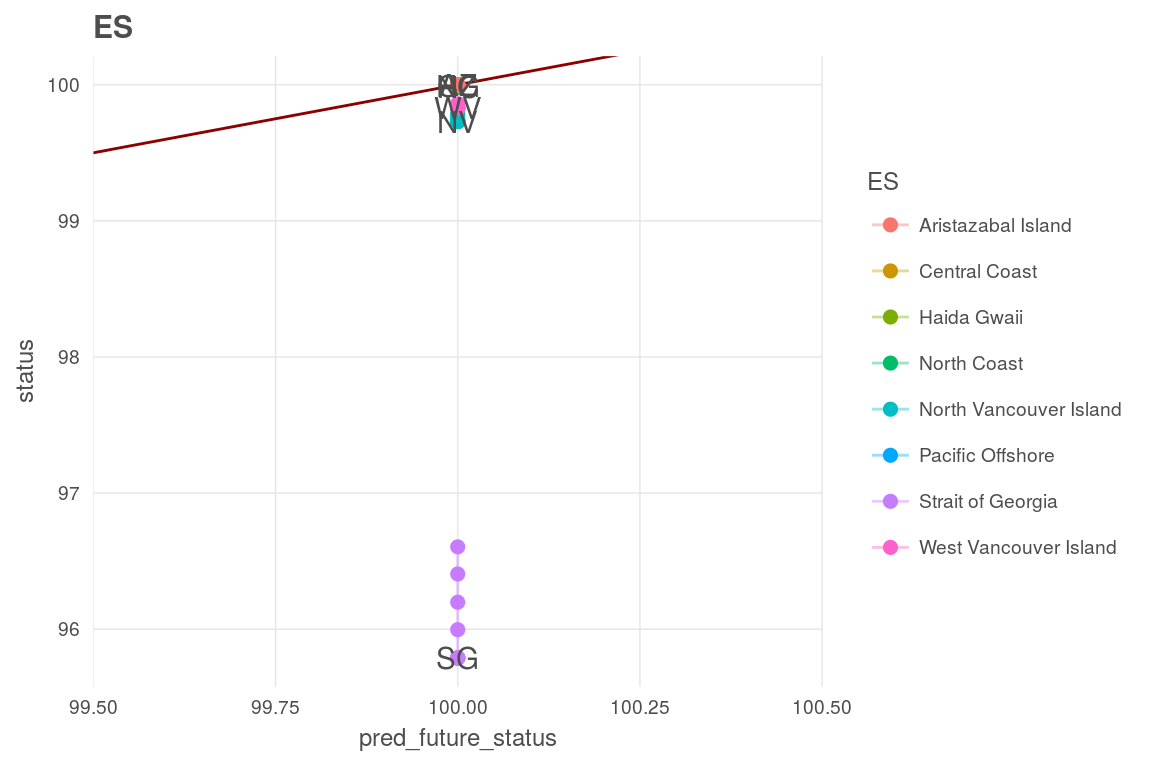 ES
100
99
98
97
96
status
WV
NV
SG
99.50
99.75
100.00
100.25
100.50
pred_future_status
ES
Aristazabal Island
Central Coast
Haida Gwaii
North Coast
North Vancouver Island
Pacific Offshore
Strait of Georgia
West Vancouver Island